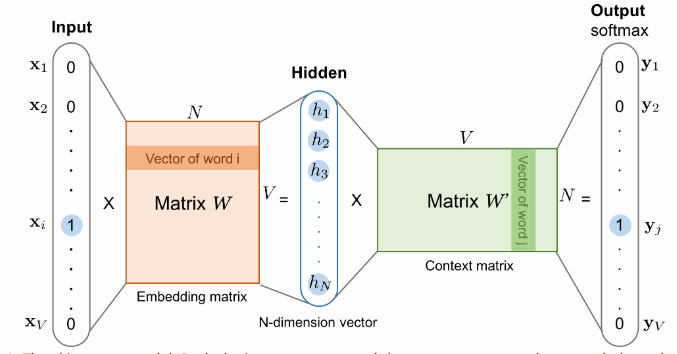 Input
x1
0
x2
0
xi
1
xV
0
X
N
Vector of word i
Matrix W
V =
Embedding matrix
Hidden
h1
h2
h3
hN
N-dimension vector
X
V
Matrix W'
Vector of word j
N =
Context matrix
Output
softmax
0
y1
0
y2
1
yj
0
yV